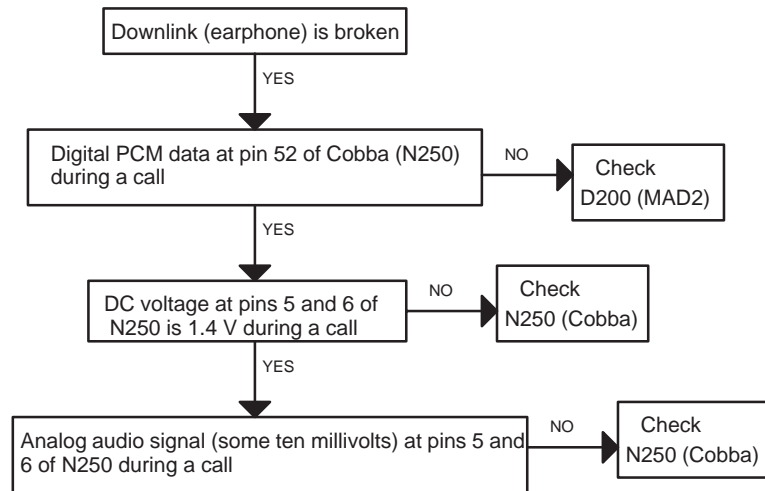 Downlink (earphone) is broken
YES
Digital PCM data at pin 52 of Cobba (N250)
during a call
NO
Check
D200 (MAD2)
YES
DC voltage at pins 5 and 6 of
N250 is 1.4 V during a call
NO
Check
N250 (Cobba)
YES
Analog audio signal (some ten millivolts) at pins 5 and
6 of N250 during a call
NO
Check
N250 (Cobba)